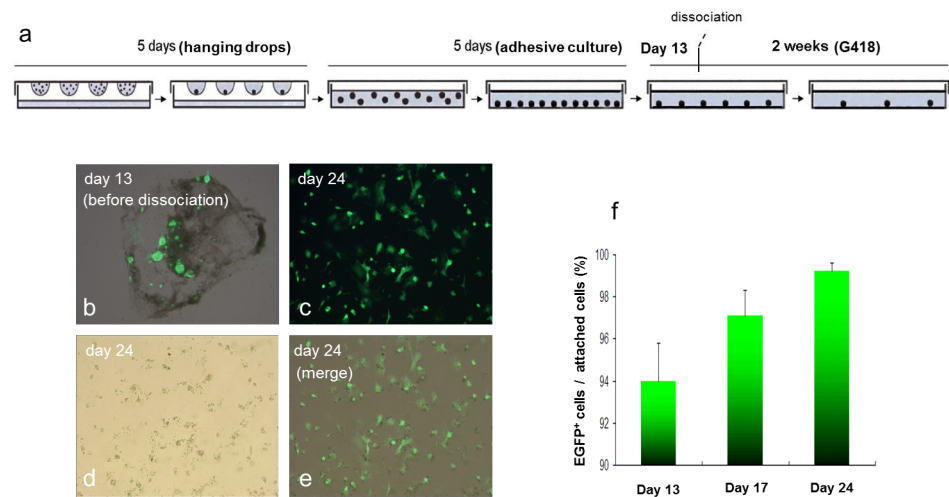 a
dissociation
5 days (hanging drops)
5 days (adhesive culture)
Day 13
2 weeks (G418)
day 13
(before dissociation)
b
day 24
c
day 24
d
day 24
(merge)
e
f
EGFP⁺ cells / attached cells (%)
100
98
96
94
92
90
Day 13
Day 17
Day 24